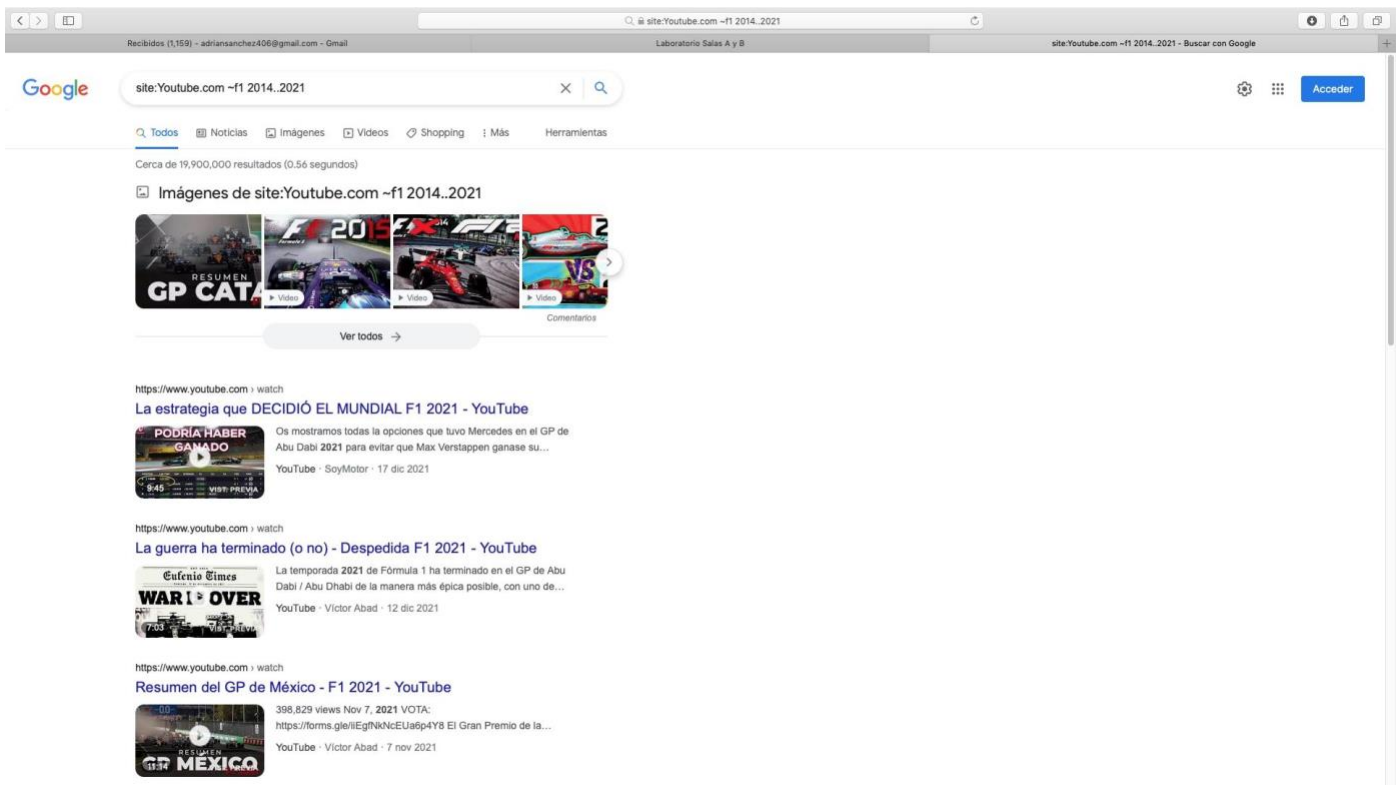 site:Youtube.com ~f1 2014..2021
Recibidos (1,159) - adriansanchez406@gmail.com - Gmail
Laboratorio Salas A y B
site:Youtube.com ~f1 2014..2021 - Buscar con Google
Google
site:Youtube.com ~f1 2014..2021
Acceder
Todos
Noticias
Imágenes
Videos
Shopping
Más
Herramientas
Cerca de 19,900,000 resultados (0.56 segundos)
Imágenes de site:Youtube.com ~f1 2014..2021
RESUMEN
GP CATA
F1 2015
Video
Video
VS
Video
Comentarios
Ver todos
https://www.youtube.com › watch
La estrategia que DECIDIÓ EL MUNDIAL F1 2021 - YouTube
PODRÍA HABER
GANADO
9:45
VIST. PREVIA
Os mostramos todas la opciones que tuvo Mercedes en el GP de
Abu Dabi 2021 para evitar que Max Verstappen ganase su...
YouTube · SoyMotor · 17 dic 2021
https://www.youtube.com › watch
La guerra ha terminado (o no) - Despedida F1 2021 - YouTube
Eufenio Times
WAR IS OVER
7:03
VIST. PREVIA
La temporada 2021 de Fórmula 1 ha terminado en el GP de Abu
Dabi / Abu Dhabi de la manera más épica posible, con uno de...
YouTube · Víctor Abad · 12 dic 2021
https://www.youtube.com › watch
Resumen del GP de México - F1 2021 - YouTube
RESUMEN
GP MÉXICO
11:14
398,829 views Nov 7, 2021 VOTA:
https://forms.gle/iiEgfNkNcEUa6p4Y8 El Gran Premio de la...
YouTube · Víctor Abad · 7 nov 2021